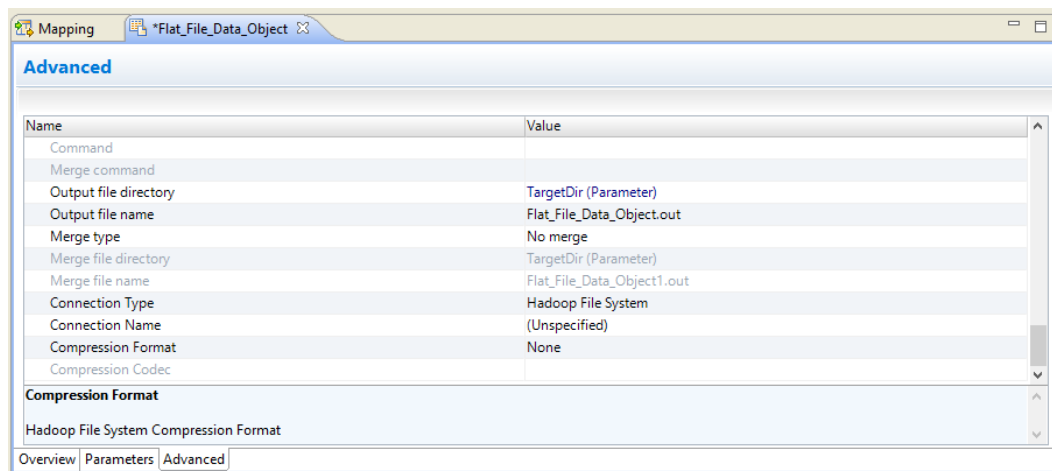 Mapping *Flat_File_Data_Object
Advanced
Name Value
Command
Merge command
Output file directory TargetDir (Parameter)
Output file name Flat_File_Data_Object.out
Merge type No merge
Merge file directory TargetDir (Parameter)
Merge file name Flat_File_Data_Object1.out
Connection Type Hadoop File System
Connection Name (Unspecified)
Compression Format None
Compression Codec
Compression Format
Hadoop File System Compression Format
Overview Parameters Advanced